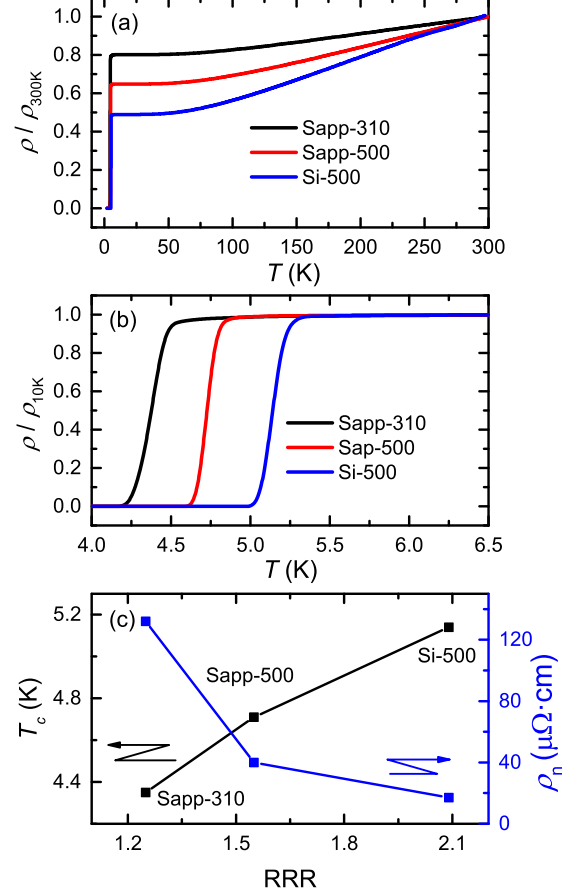 (a)
1.0
0.8
0.6
0.4
0.2
0.0
ρ / ρ300K
Sapp-310
Sapp-500
Si-500
0 50 100 150 200 250 300
T (K)
(b)
1.0
0.8
0.6
0.4
0.2
0.0
ρ / ρ10K
Sapp-310
Sap-500
Si-500
4.0 4.5 5.0 5.5 6.0 6.5
T (K)
(c)
5.2
4.8
4.4
Tc (K)
Sapp-500
Si-500
Sapp-310
120
80
40
0
ρn (μΩ·cm)
1.2 1.5 1.8 2.1
RRR